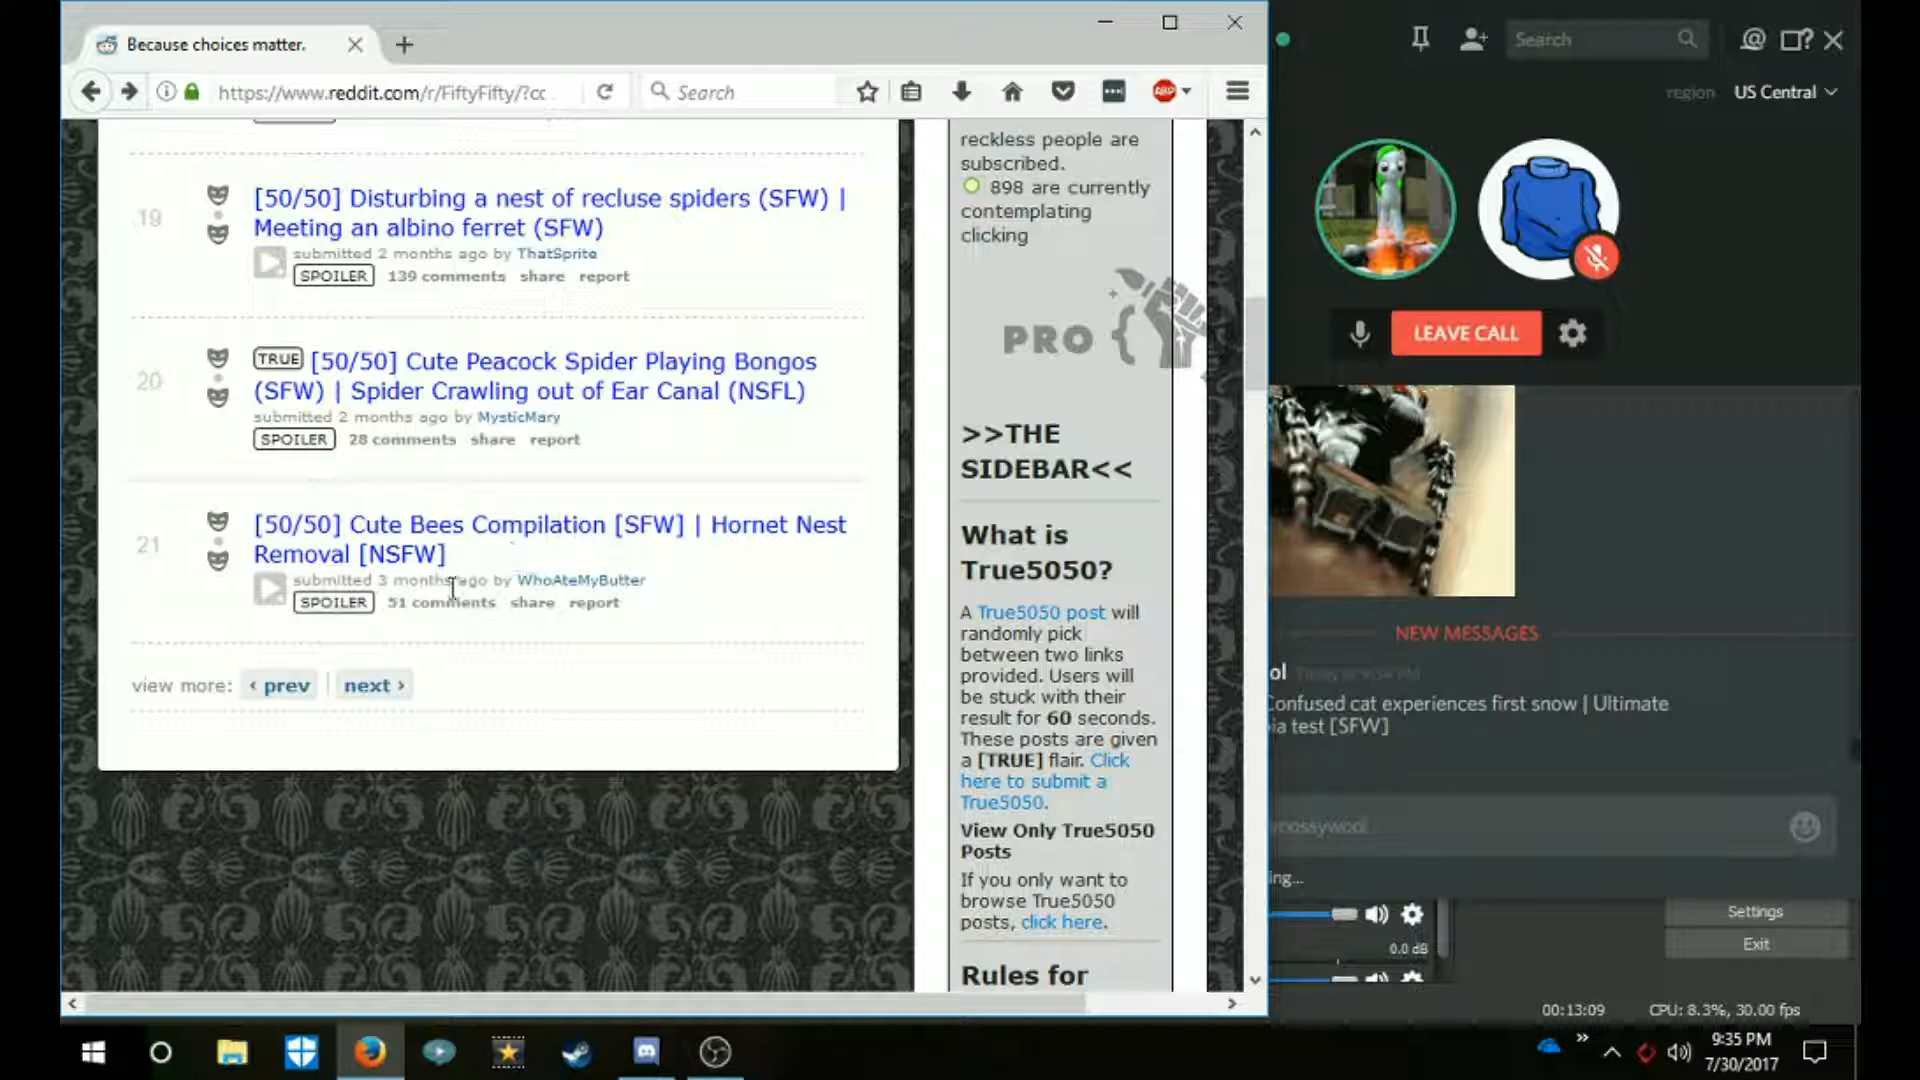 Because choices matter.
https://www.reddit.com/r/FiftyFifty/?cc
Search
ABP
19
[50/50] Disturbing a nest of recluse spiders (SFW) |
Meeting an albino ferret (SFW)
submitted 2 months ago by ThatSprite
SPOILER 139 comments share report
20
TRUE [50/50] Cute Peacock Spider Playing Bongos
(SFW) | Spider Crawling out of Ear Canal (NSFL)
submitted 2 months ago by MysticMary
SPOILER 28 comments share report
21
[50/50] Cute Bees Compilation [SFW] | Hornet Nest
Removal [NSFW]
submitted 3 months ago by WhoAteMyButter
SPOILER 51 comments share report
view more: ‹ prev | next ›
reckless people are
subscribed.
898 are currently
contemplating
clicking
PRO {
>>THE
SIDEBAR<<
What is
True5050?
A True5050 post will
randomly pick
between two links
provided. Users will
be stuck with their
result for 60 seconds.
These posts are given
a [TRUE] flair. Click
here to submit a
True5050.
View Only True5050
Posts
If you only want to
browse True5050
posts, click here.
Rules for
Search
@
region US Central
LEAVE CALL
NEW MESSAGES
ol
Confused cat experiences first snow | Ultimate
ia test [SFW]
mossywool
ing...
0.0 dB
Settings
Exit
00:13:09 CPU: 8.3%, 30.00 fps
9:35 PM
7/30/2017